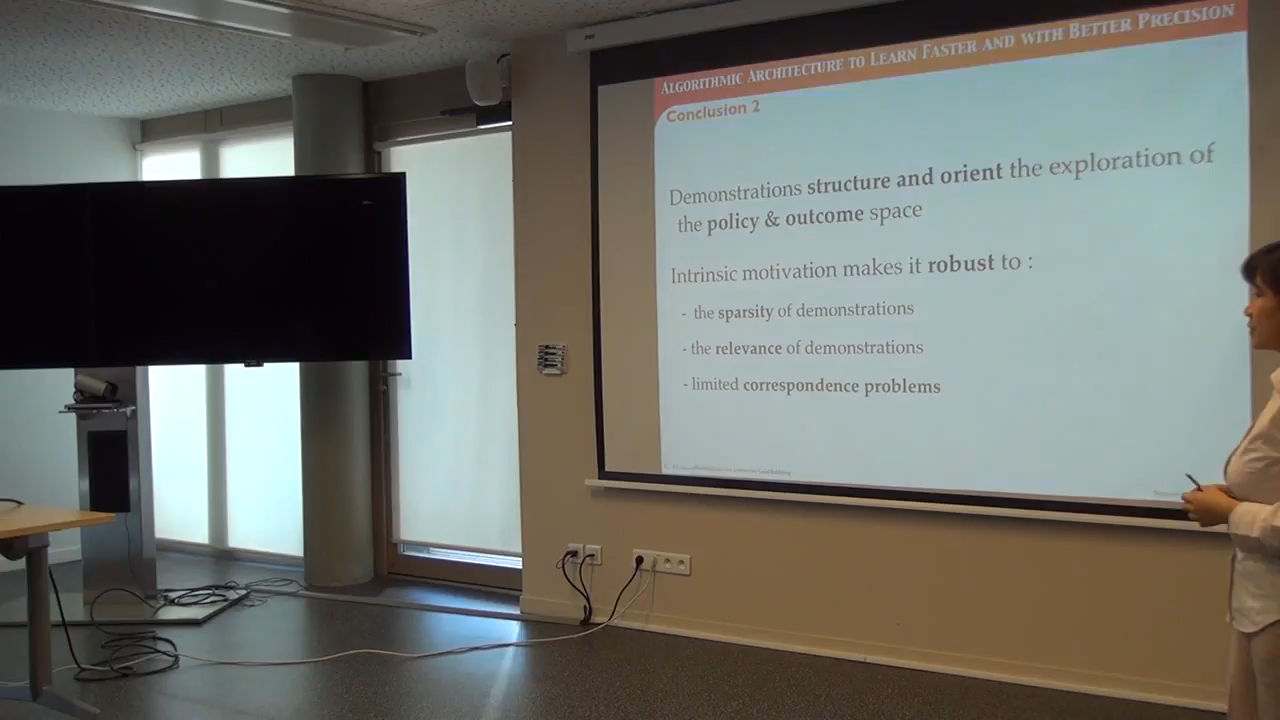 ALGORITHMIC ARCHITECTURE TO LEARN FASTER AND WITH BETTER PRECISION
Conclusion 2
Demonstrations structure and orient the exploration of
the policy & outcome space
Intrinsic motivation makes it robust to :
- the sparsity of demonstrations
- the relevance of demonstrations
- limited correspondence problems